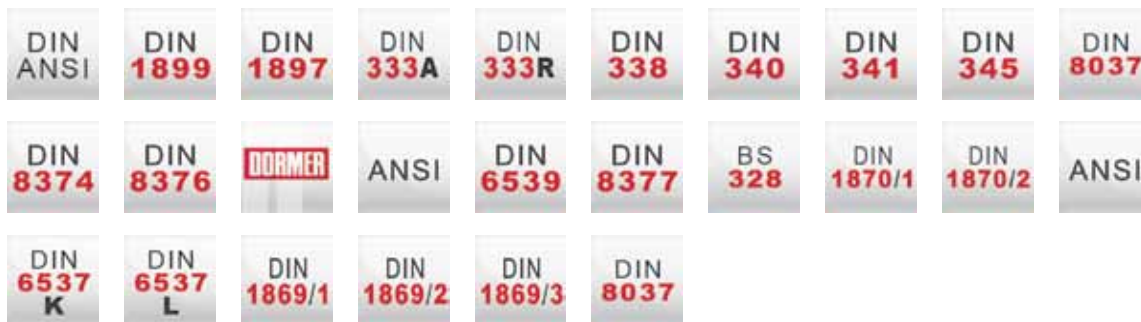 DIN ANSI
DIN 1899
DIN 1897
DIN 333A
DIN 333R
DIN 338
DIN 340
DIN 341
DIN 345
DIN 8037
DIN 8374
DIN 8376
DORMER
ANSI
DIN 6539
DIN 8377
BS 328
DIN 1870/1
DIN 1870/2
ANSI
DIN 6537 K
DIN 6537 L
DIN 1869/1
DIN 1869/2
DIN 1869/3
DIN 8037